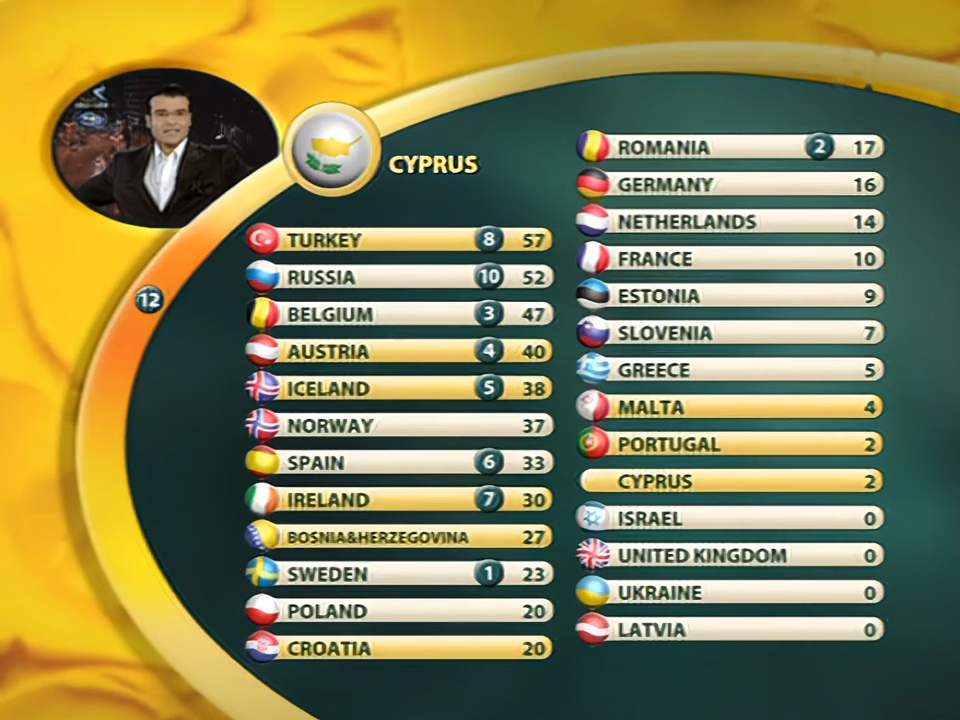 CYPRUS
12
TURKEY 8 57
RUSSIA 10 52
BELGIUM 3 47
AUSTRIA 4 40
ICELAND 5 38
NORWAY 37
SPAIN 6 33
IRELAND 7 30
BOSNIA&HERZEGOVINA 27
SWEDEN 1 23
POLAND 20
CROATIA 20
ROMANIA 2 17
GERMANY 16
NETHERLANDS 14
FRANCE 10
ESTONIA 9
SLOVENIA 7
GREECE 5
MALTA 4
PORTUGAL 2
CYPRUS 2
ISRAEL 0
UNITED KINGDOM 0
UKRAINE 0
LATVIA 0